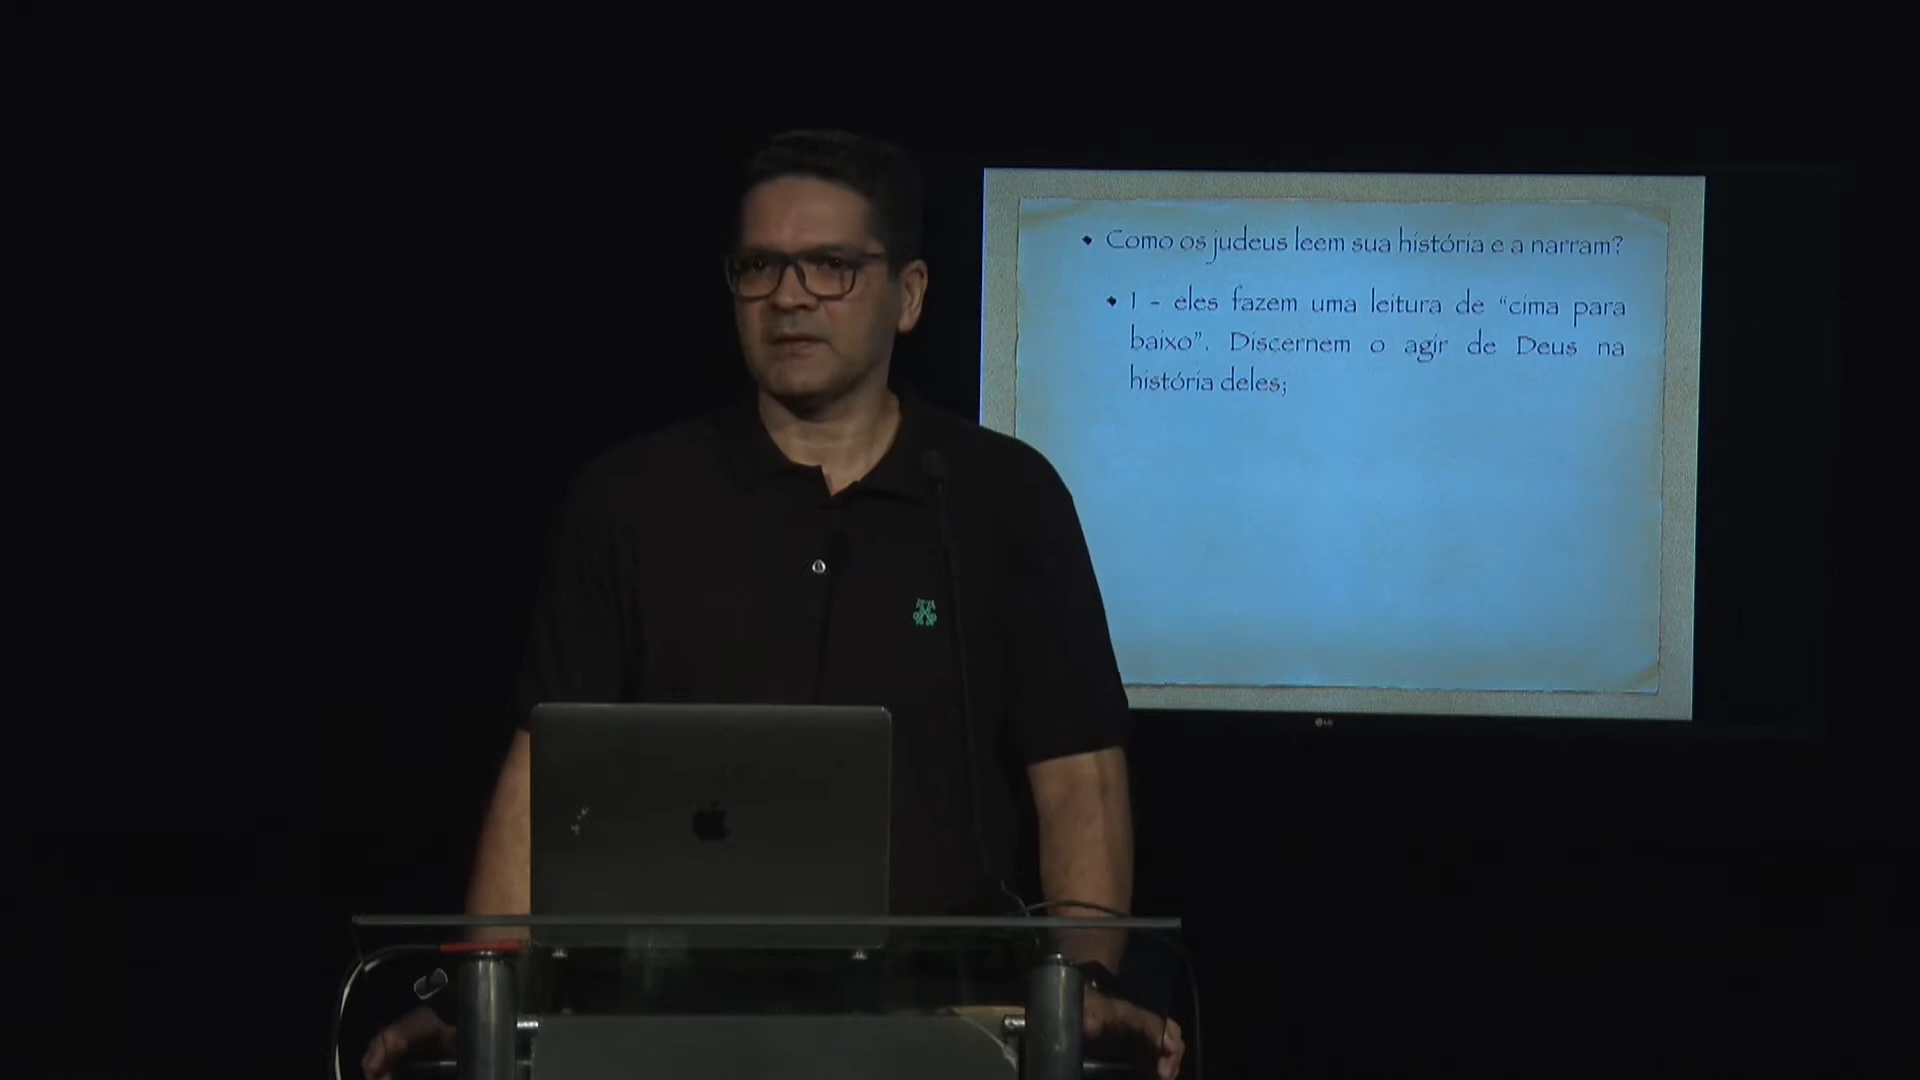 Como os judeus leem sua história e a narram?
1 - eles fazem uma leitura de “cima para
baixo”. Discernem o agir de Deus na
história deles;
LG